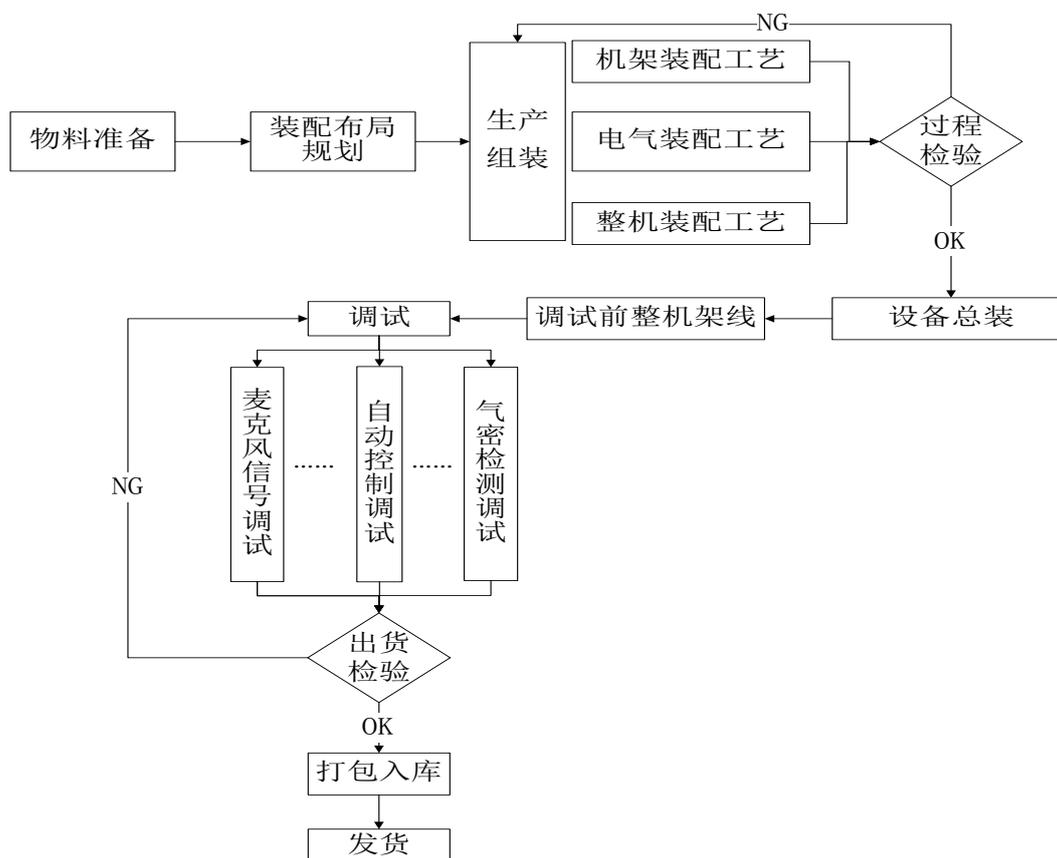 NG
物料准备
装配布局
规划
生产
组装
机架装配工艺
电气装配工艺
整机装配工艺
过程
检验
OK
设备总装
调试前整机架线
调试
麦克风信号调试
……
自动控制调试
……
气密检测调试
NG
出货
检验
OK
打包入库
发货